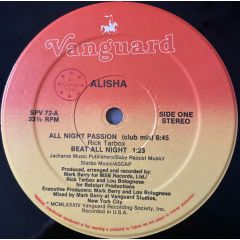 Vanguard
ALISHA
SPV 72-A
33⅓ RPM
SIDE ONE
STEREO
ALL NIGHT PASSION (club mix) 6:45
Rick Tarbox
BEAT ALL NIGHT 1:23
Jackaroe Music Publishers/Baby Raquel Music/
Starbo Music/ASCAP
Produced, arranged and recorded by:
Mark Berry for MSB Records, Ltd./
Rick Tarbox and Lou Bolognese
for Bolstarr Productions
Executive Producers: Mark Berry and Lou Bolognese
Mixed by Mark Berry at Vanguard Studios,
New York City
℗MCMLXXXIV Vanguard Recording Society, Inc.
Recorded in U.S.A.